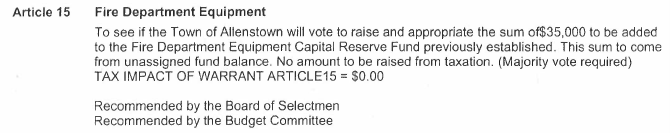 Article 15 Fire Department Equipment
To see if the Town of Allenstown will vote to raise and appropriate the sum of$35,000 to be added
to the Fire Department Equipment Capital Reserve Fund previously established. This sum to come
from unassigned fund balance. No amount to be raised from taxation. (Majority vote required)
TAX IMPACT OF WARRANT ARTICLE15 = $0.00
Recommended by the Board of Selectmen
Recommended by the Budget Committee